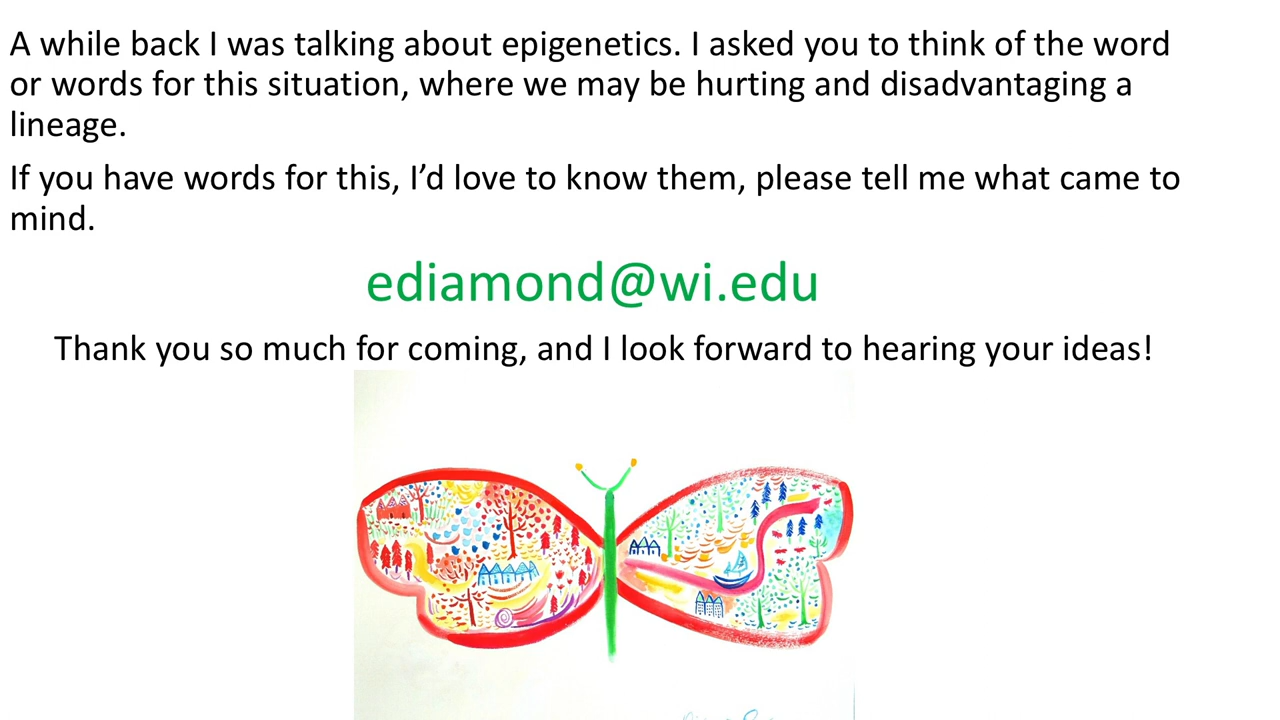 A while back I was talking about epigenetics. I asked you to think of the word
or words for this situation, where we may be hurting and disadvantaging a
lineage.
If you have words for this, I’d love to know them, please tell me what came to
mind.
ediamond@wi.edu
Thank you so much for coming, and I look forward to hearing your ideas!